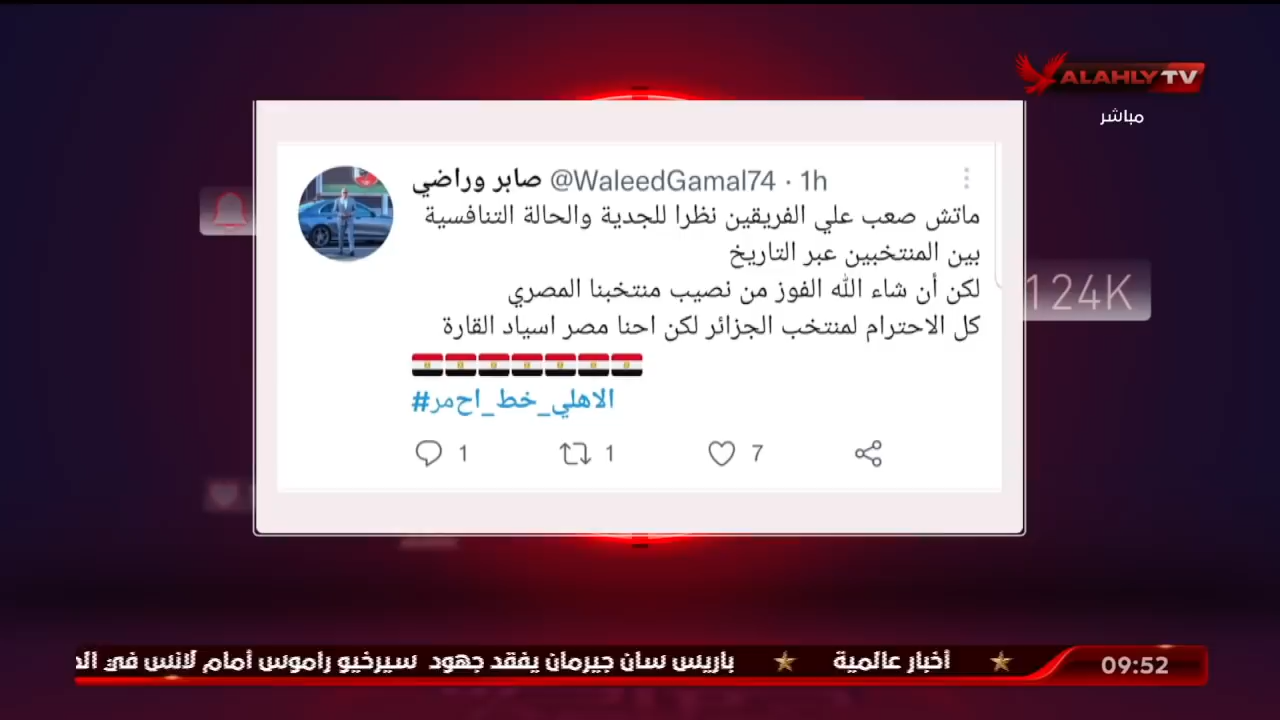 ALAHLY TV
مباشر
صابر وراضي @WaleedGamal74 · 1h
ماتش صعب علي الفريقين نظرا للجدية والحالة التنافسية
بين المنتخبين عبر التاريخ
لكن أن شاء الله الفوز من نصيب منتخبنا المصري
كل الاحترام لمنتخب الجزائر لكن احنا مصر اسياد القارة
🇪🇬🇪🇬🇪🇬🇪🇬🇪🇬🇪🇬🇪🇬
#الاهلي_خط_احمر
1 1 7
124K
09:52 أخبار عالمية باريس سان جيرمان يفقد جهود سيرخيو راموس أمام لانس في